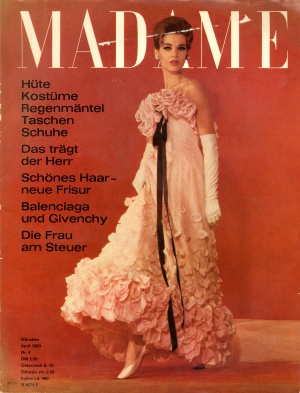 MADAME
Hüte
Kostüme
Regenmäntel
Taschen
Schuhe
Das trägt
der Herr
Schönes Haar–
neue Frisur
Balenciaga
und Givenchy
Die Frau
am Steuer
München
April 1963
Nr. 4